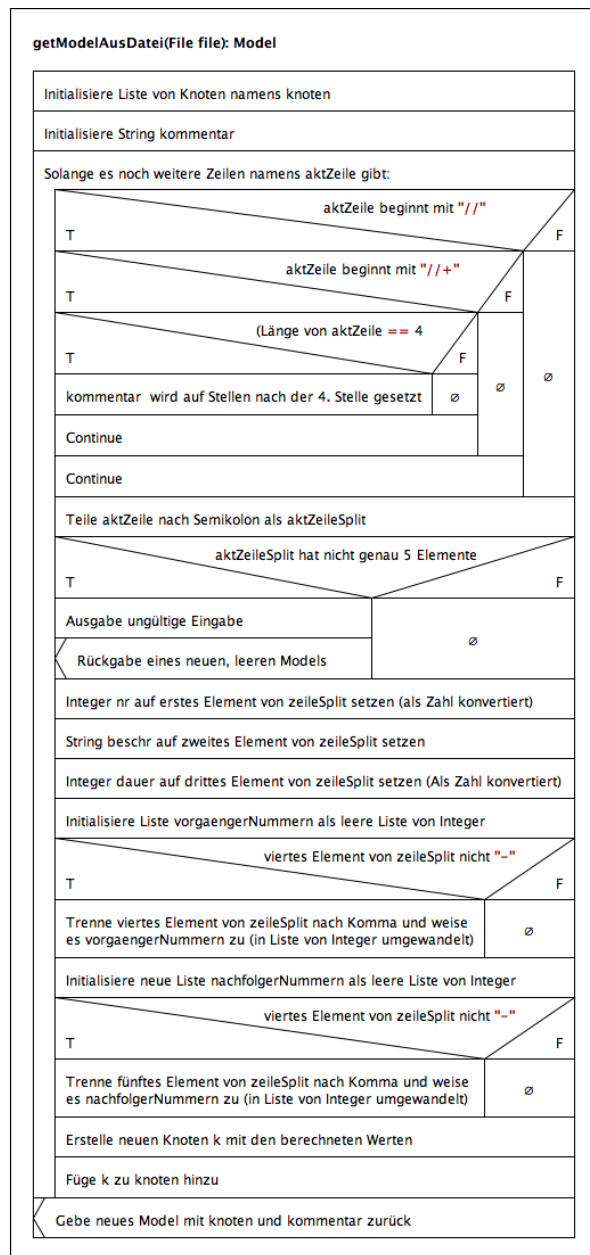 getModelAusDatei(File file): Model
Initialisiere Liste von Knoten namens knoten
Initialisiere String kommentar
Solange es noch weitere Zeilen namens aktZeile gibt:
aktZeile beginnt mit "//"
T F
aktZeile beginnt mit "//+"
T F
(Länge von aktZeile == 4
T F
kommentar wird auf Stellen nach der 4. Stelle gesetzt ∅ ∅ ∅
Continue
Continue
Teile aktZeile nach Semikolon als aktZeileSplit
aktZeileSplit hat nicht genau 5 Elemente
T F
Ausgabe ungültige Eingabe
∅
Rückgabe eines neuen, leeren Models
Integer nr auf erstes Element von zeileSplit setzen (als Zahl konvertiert)
String beschr auf zweites Element von zeileSplit setzen
Integer dauer auf drittes Element von zeileSplit setzen (Als Zahl konvertiert)
Initialisiere Liste vorgaengerNummern als leere Liste von Integer
viertes Element von zeileSplit nicht "-"
T F
Trenne viertes Element von zeileSplit nach Komma und weise
es vorgaengerNummern zu (in Liste von Integer umgewandelt) ∅
Initialisiere neue Liste nachfolgerNummern als leere Liste von Integer
viertes Element von zeileSplit nicht "-"
T F
Trenne fünftes Element von zeileSplit nach Komma und weise
es nachfolgerNummern zu (in Liste von Integer umgewandelt) ∅
Erstelle neuen Knoten k mit den berechneten Werten
Füge k zu knoten hinzu
Gebe neues Model mit knoten und kommentar zurück